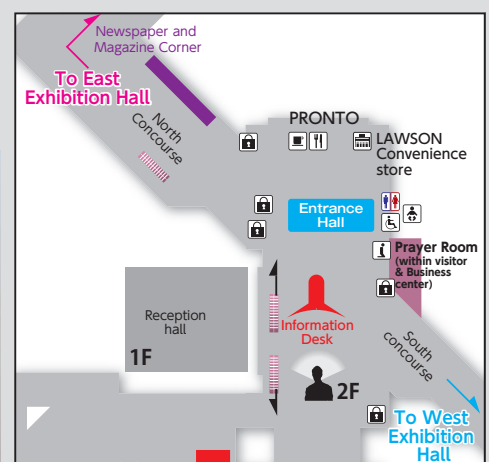 Newspaper and
Magazine Corner
To East
Exhibition Hall
North
Concourse
PRONTO
LAWSON
Convenience
store
Entrance
Hall
i
Prayer Room
(within visitor
& Business
center)
Reception
hall
1F
Information
Desk
2F
South
concourse
To West
Exhibition
Hall